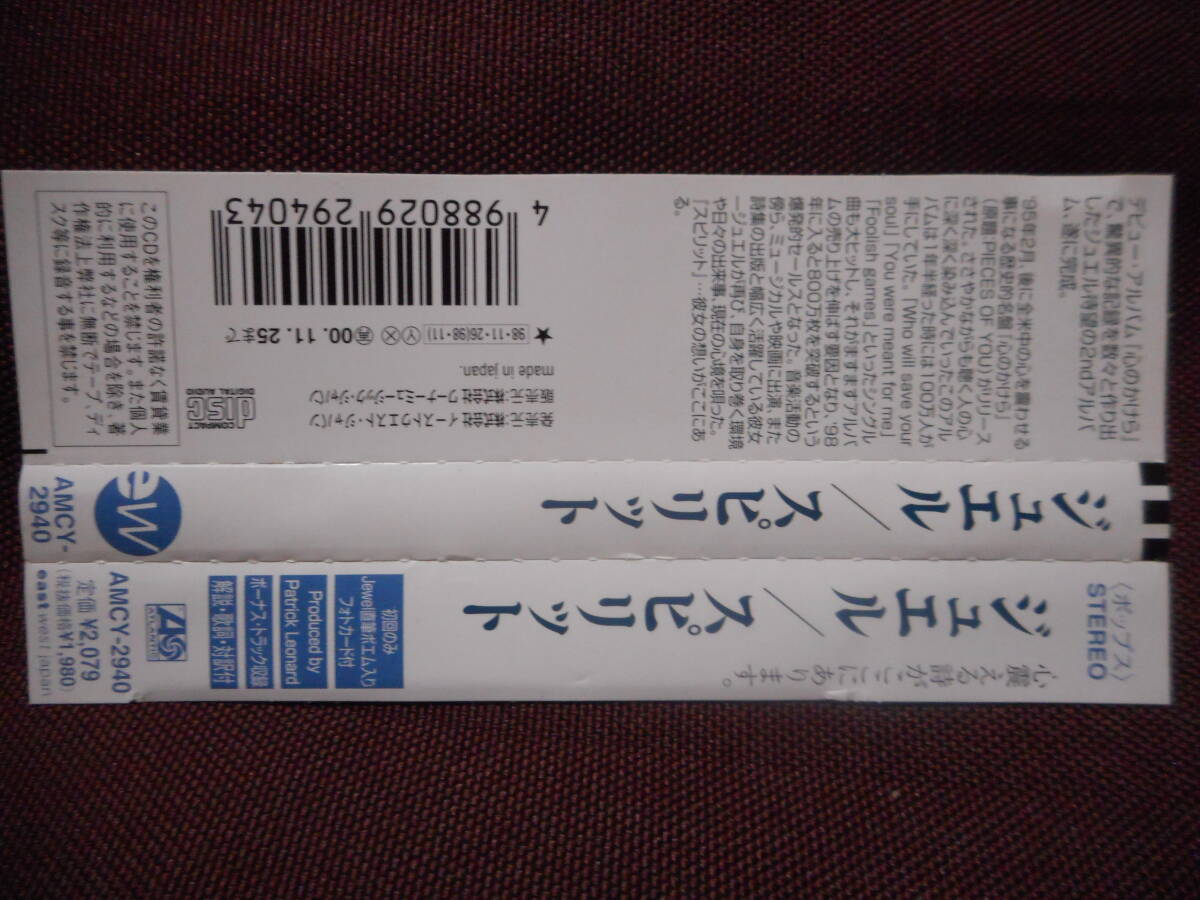 〈ポップス〉
STEREO
心震える詩がここにあります。
ジュエル／スピリット
初回のみ
Jewel直筆ポエム入り
フォトカード付
Produced by
Patrick Leonard
ボーナス・トラック収録
解説・歌詞・対訳付
ATLANTIC
AMCY-2940
定価 ¥2,079
(税抜価格¥1,980)
east west japan
ジュエル／スピリット
ew
AMCY-
2940
デビュー・アルバム「心のかけら」
で、驚異的な記録を数々と作り出
したジュエル待望の2ndアルバ
ム、遂に完成。
'95年2月、後に全米中の心を震わせる
事になる歴史的名盤「心のかけら」
(原題:PIECES OF YOU)がリリース
された。ささやかながらも聴く人の心
に深く深く染み込んでいったこのアル
バムは1年半経った時には100万人が
手にしていた。「Who will save your
soul」「You were meant for me」
「Foolish games」といったシングル
曲も大ヒットし、それがますますアルバ
ムの売り上げを伸ばす要因となり、'98
年に入ると800万枚を突破するという
爆発的セールスとなった。音楽活動の
傍ら、ミュージカルや映画に出演、また
詩集の出版と幅広く活躍している彼女
ージュエルが再び、自身を取り巻く環境
や日々の出来事、現在の心境を唄った。
「スピリット」…彼女の想いがここにあ
る。
4 988029 294043
★ 98・11・26(98・11) Ⓨ Ⓧ 再 00.11.25まで
made in japan.
発売元/株式会社 イーストウエスト・ジャパン
販売元/株式会社 ワーナーミュージック・ジャパン
COMPACT
disc
DIGITAL AUDIO
このCDを権利者の許諾なく賃貸業
に使用することを禁じます。また個人
的に利用するなどの場合を除き、著
作権法上弊社に無断でテープ、ディ
スク等に録音する事を禁じます。